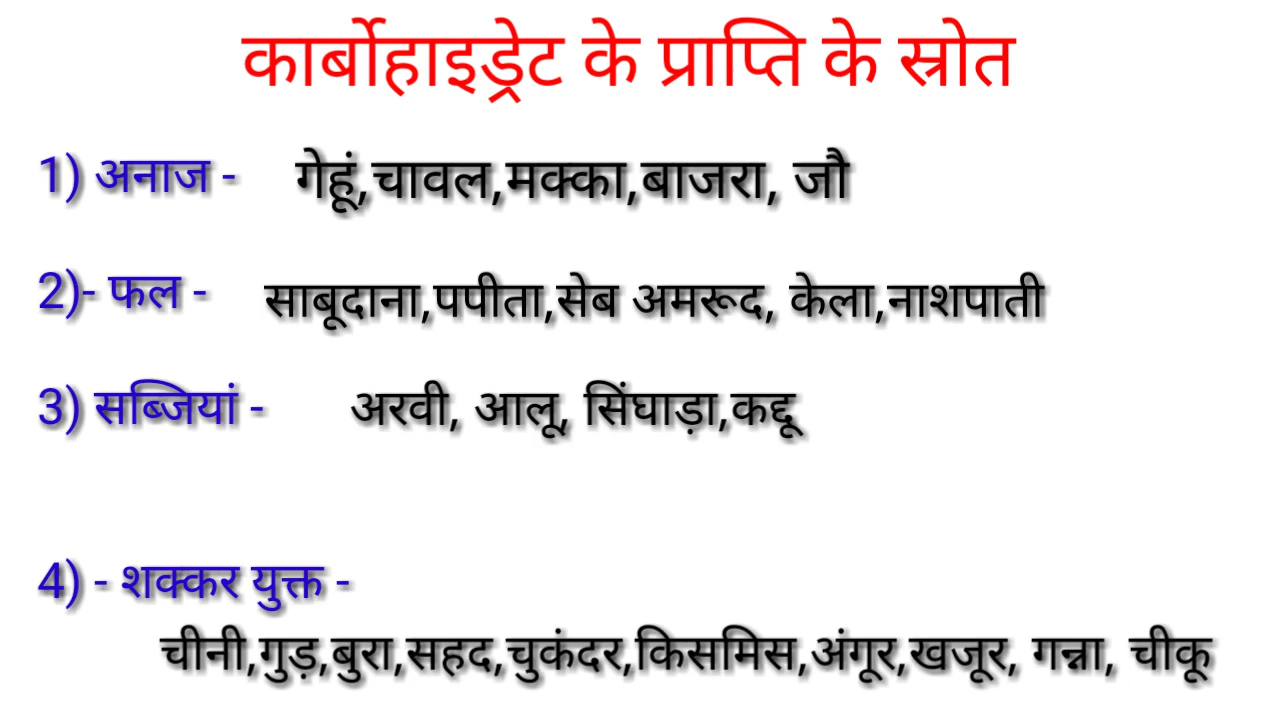 कार्बोहाइड्रेट के प्राप्ति के स्रोत
1) अनाज - गेहूं,चावल,मक्का,बाजरा, जौ
2)- फल - साबूदाना,पपीता,सेब अमरूद, केला,नाशपाती
3) सब्जियां - अरवी, आलू, सिंघाड़ा,कद्दू
4) - शक्कर युक्त -
चीनी,गुड़,बुरा,सहद,चुकंदर,किसमिस,अंगूर,खजूर, गन्ना, चीकू